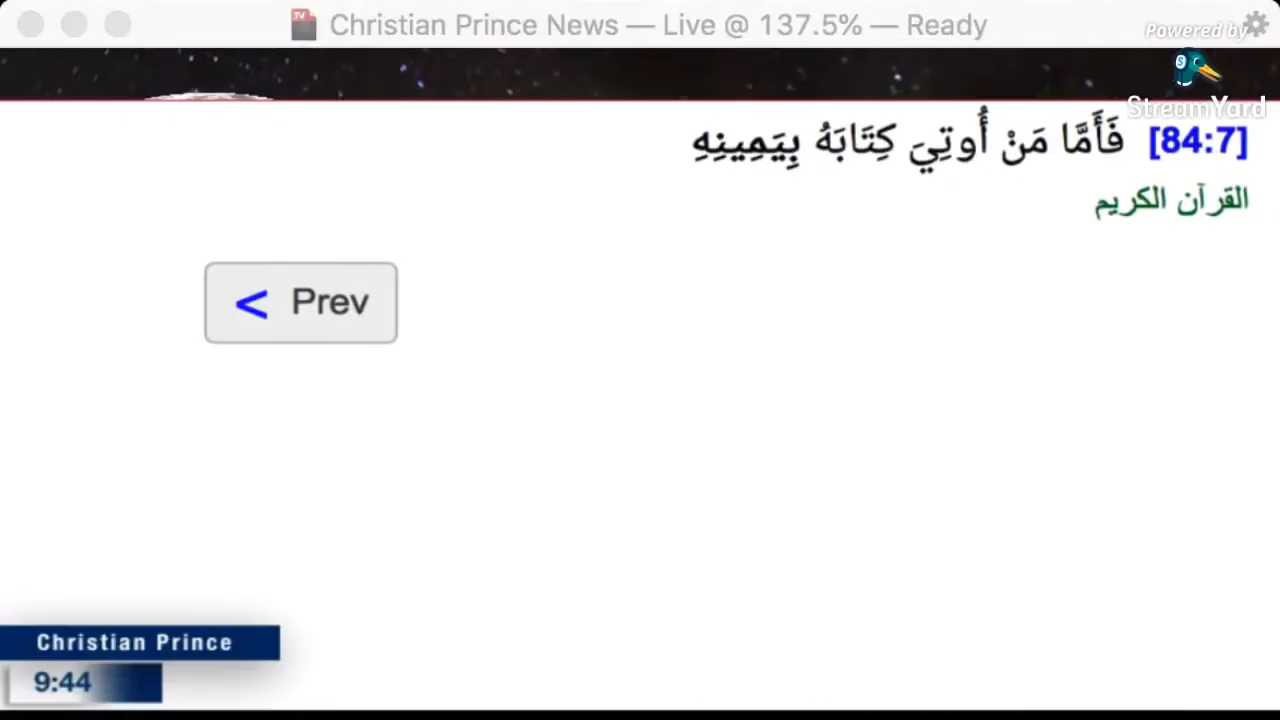 Christian Prince News — Live @ 137.5% — Ready
Powered by
StreamYard
[84:7] فَأَمَّا مَنْ أُوتِيَ كِتَابَهُ بِيَمِينِهِ
القرآن الكريم
< Prev
Christian Prince
9:44